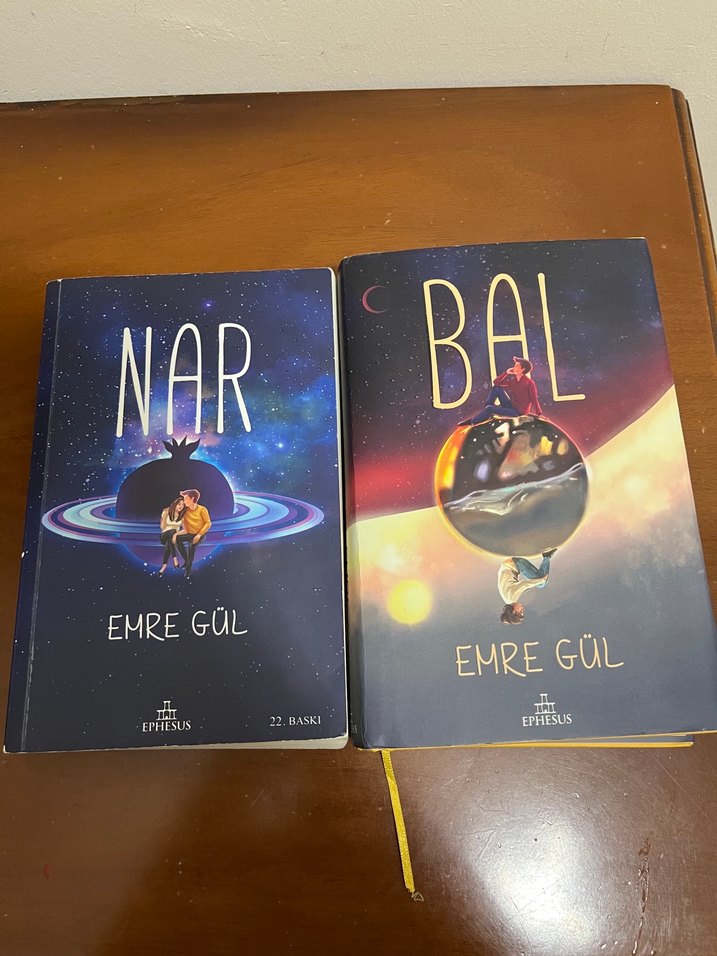 NAR
EMRE GÜL
EPHESUS
22. BASKI
BAL
EMRE GÜL
EPHESUS